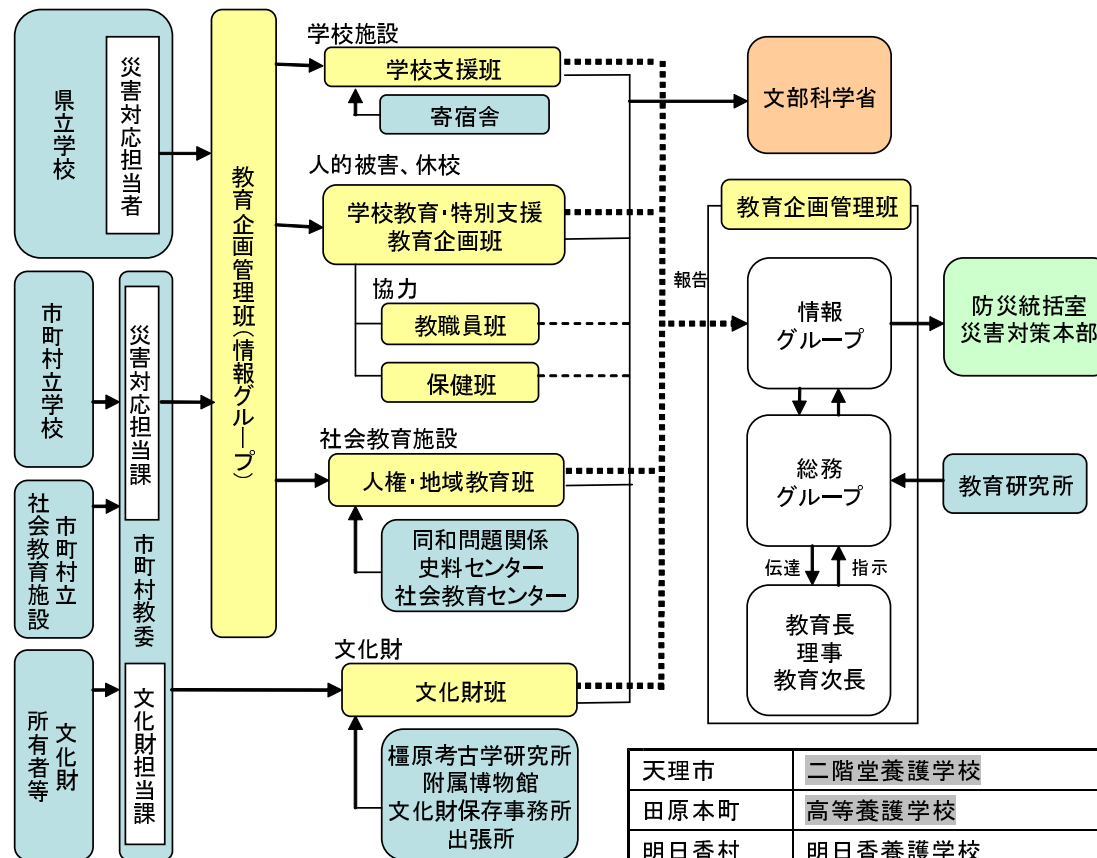 県立学校
災害対応担当者
市町村立学校
市町村立
社会教育施設
文化財
所有者等
災害対応担当課
市町村教委
文化財担当課
教育企画管理班(情報グループ)
学校施設
学校支援班
寄宿舎
人的被害、休校
学校教育・特別支援
教育企画班
協力
教職員班
保健班
社会教育施設
人権・地域教育班
同和問題関係
史料センター
社会教育センター
文化財
文化財班
橿原考古学研究所
附属博物館
文化財保存事務所
出張所
文部科学省
報告
教育企画管理班
情報
グループ
防災統括室
災害対策本部
総務
グループ
教育研究所
伝達
指示
教育長
理事
教育次長
天理市 二階堂養護学校
田原本町 高等養護学校
明日香村 明日香養護学校